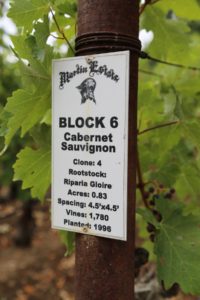 Martin Estate
BLOCK 6
Cabernet
Sauvignon
Clone: 4
Rootstock:
Riparia Gloire
Acres: 0.83
Spacing: 4.5'x4.5'
Vines: 1,780
Planted: 1996